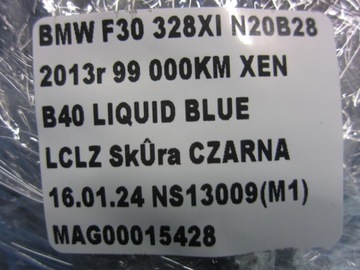 BMW F30 328XI N20B28
2013r 99 000KM XEN
B40 LIQUID BLUE
LCLZ SkÛra CZARNA
16.01.24 NS13009(M1)
MAG00015428